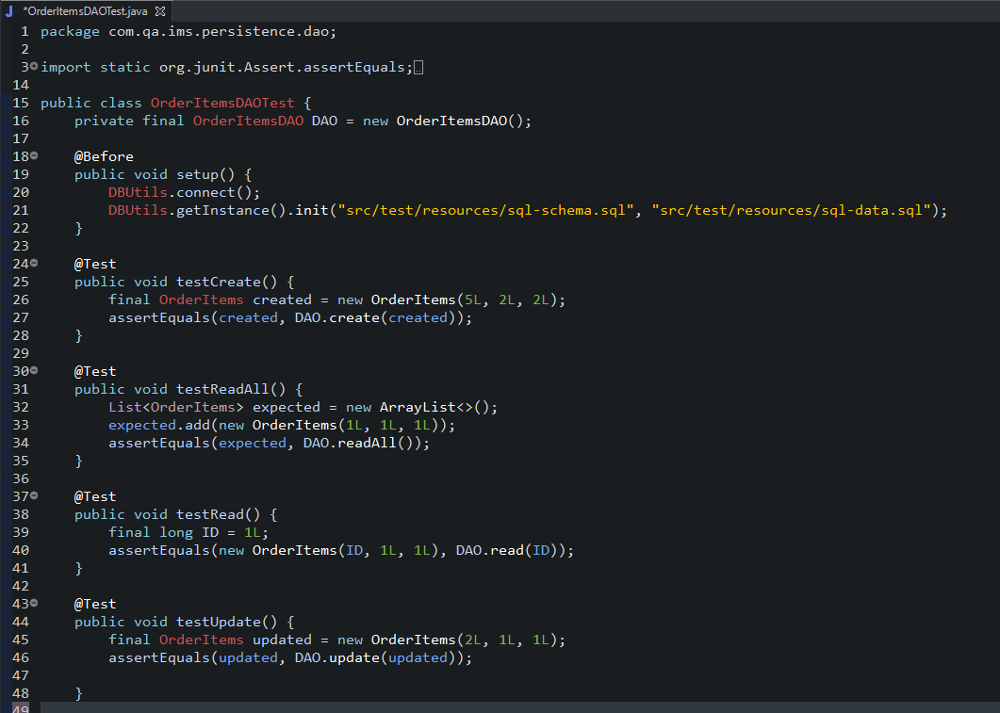 *OrderItemsDAOTest.java
1 package com.qa.ims.persistence.dao;
2
3 import static org.junit.Assert.assertEquals;
14
15 public class OrderItemsDAOTest {
16     private final OrderItemsDAO DAO = new OrderItemsDAO();
17
18     @Before
19     public void setup() {
20         DBUtils.connect();
21         DBUtils.getInstance().init("src/test/resources/sql-schema.sql", "src/test/resources/sql-data.sql");
22     }
23
24     @Test
25     public void testCreate() {
26         final OrderItems created = new OrderItems(5L, 2L, 2L);
27         assertEquals(created, DAO.create(created));
28     }
29
30     @Test
31     public void testReadAll() {
32         List<OrderItems> expected = new ArrayList<>();
33         expected.add(new OrderItems(1L, 1L, 1L));
34         assertEquals(expected, DAO.readAll());
35     }
36
37     @Test
38     public void testRead() {
39         final long ID = 1L;
40         assertEquals(new OrderItems(ID, 1L, 1L), DAO.read(ID));
41     }
42
43     @Test
44     public void testUpdate() {
45         final OrderItems updated = new OrderItems(2L, 1L, 1L);
46         assertEquals(updated, DAO.update(updated));
47
48     }
49